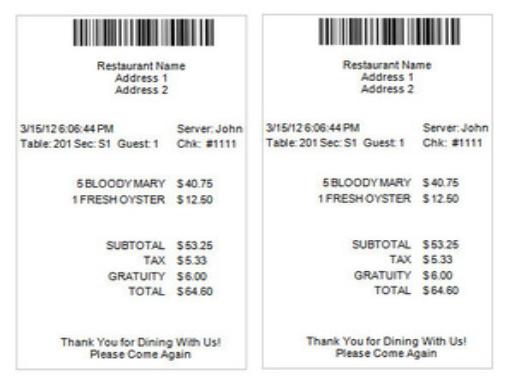 Restaurant Name
Address 1
Address 2
3/15/12 6:06:44 PM Server: John
Table: 201 Sec: S1 Guest: 1 Chk: #1111
5 BLOODY MARY $ 40.75
1 FRESH OYSTER $ 12.50
SUBTOTAL $ 53.25
TAX $ 5.33
GRATUITY $ 6.00
TOTAL $ 64.60
Thank You for Dining With Us!
Please Come Again
Restaurant Name
Address 1
Address 2
3/15/12 6:06:44 PM Server: John
Table: 201 Sec: S1 Guest: 1 Chk: #1111
5 BLOODY MARY $ 40.75
1 FRESH OYSTER $ 12.50
SUBTOTAL $ 53.25
TAX $ 5.33
GRATUITY $ 6.00
TOTAL $ 64.60
Thank You for Dining With Us!
Please Come Again